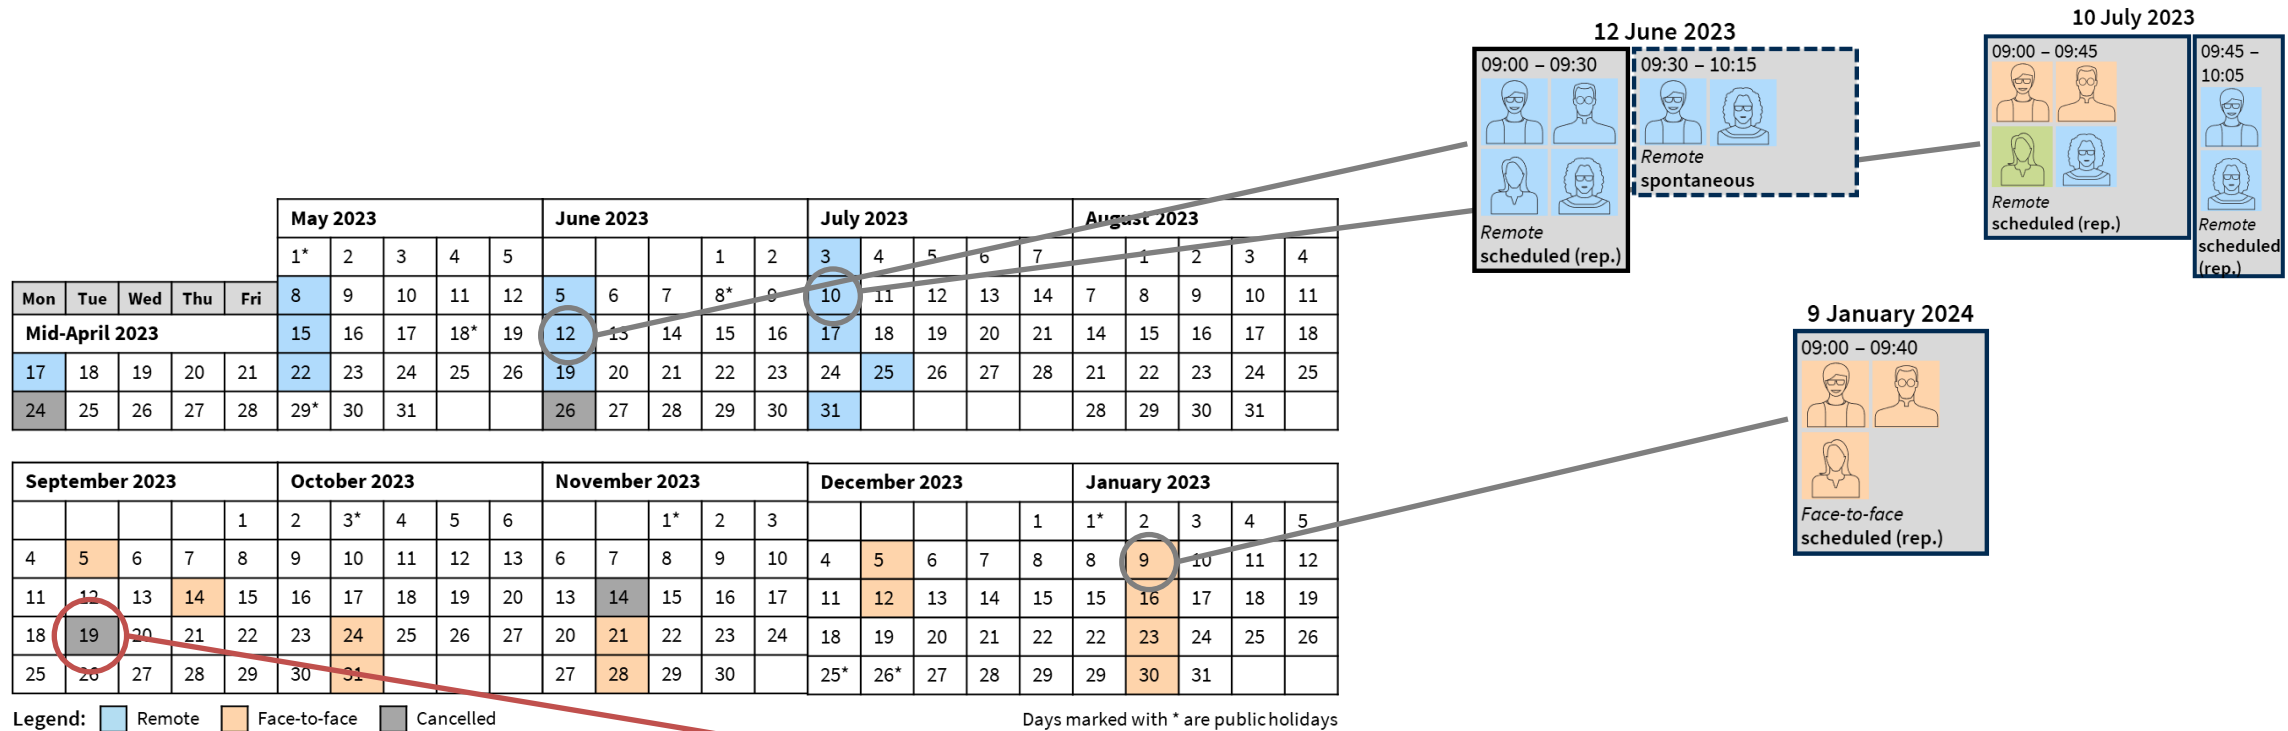 12 June 2023
09:00 – 09:30
Remote
scheduled (rep.)
09:30 – 10:15
Remote
spontaneous
10 July 2023
09:00 – 09:45
Remote
scheduled (rep.)
09:45 –
10:05
Remote
scheduled
(rep.)
9 January 2024
09:00 – 09:40
Face-to-face
scheduled (rep.)
May 2023 June 2023 July 2023 August 2023
1* 2 3 4 5 1 2 3 4 5 6 7 1 2 3 4
Mon Tue Wed Thu Fri 8 9 10 11 12 5 6 7 8* 9 10 11 12 13 14 7 8 9 10 11
Mid-April 2023 15 16 17 18* 19 12 13 14 15 16 17 18 19 20 21 14 15 16 17 18
17 18 19 20 21 22 23 24 25 26 19 20 21 22 23 24 25 26 27 28 21 22 23 24 25
24 25 26 27 28 29* 30 31 26 27 28 29 30 31 28 29 30 31
September 2023 October 2023 November 2023 December 2023 January 2023
1 2 3* 4 5 6 1* 2 3 1 1* 2 3 4 5
4 5 6 7 8 9 10 11 12 13 6 7 8 9 10 4 5 6 7 8 8 9 10 11 12
11 12 13 14 15 16 17 18 19 20 13 14 15 16 17 11 12 13 14 15 15 16 17 18 19
18 19 20 21 22 23 24 25 26 27 20 21 22 23 24 18 19 20 21 22 22 23 24 25 26
25 26 27 28 29 30 31 27 28 29 30 25* 26* 27 28 29 29 30 31
Legend: Remote Face-to-face Cancelled Days marked with * are public holidays